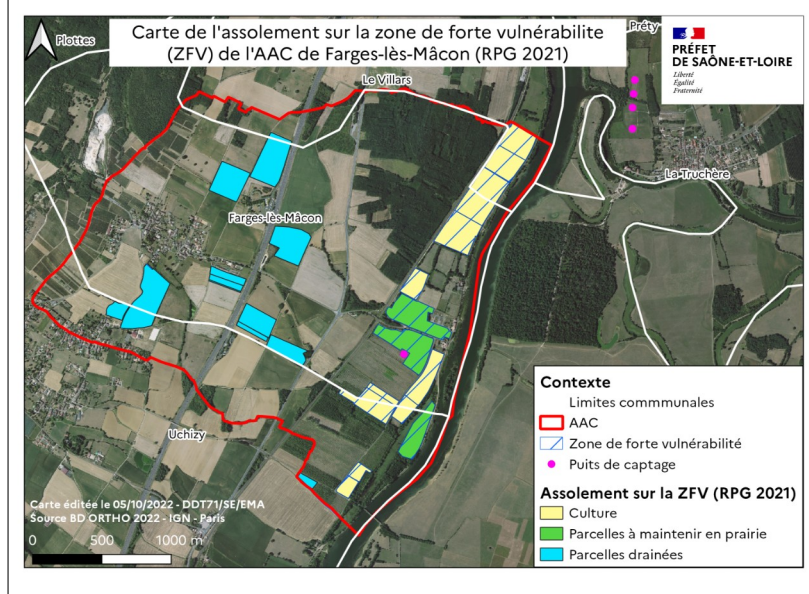 Carte de l'assolement sur la zone de forte vulnérabilite
(ZFV) de l'AAC de Farges-lès-Mâcon (RPG 2021)
PRÉFET
DE SAÔNE-ET-LOIRE
Liberté
Égalité
Fraternité
Plottes
Préty
Le Villars
La Truchère
Farges-lès-Mâcon
Uchizy
Contexte
Limites commmunales
AAC
Zone de forte vulnérabilité
Puits de captage
Assolement sur la ZFV (RPG 2021)
Culture
Parcelles à maintenir en prairie
Parcelles drainées
Carte éditée le 05/10/2022 - DDT71/SE/EMA
Source BD ORTHO 2022 - IGN - Paris
0 500 1000 m